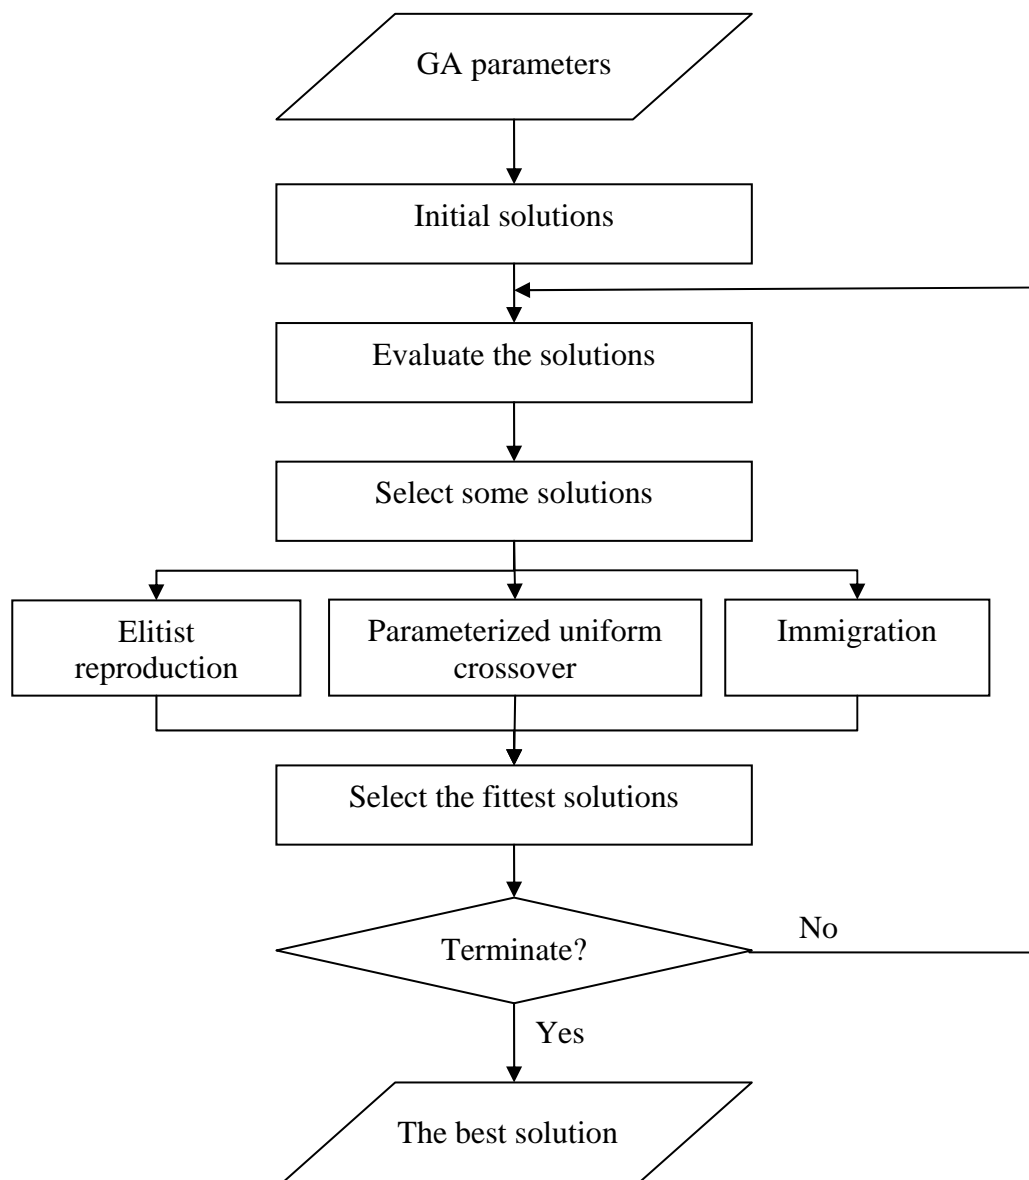 GA parameters
Initial solutions
Evaluate the solutions
Select some solutions
Elitist
reproduction
Parameterized uniform
crossover
Immigration
Select the fittest solutions
Terminate?
No
Yes
The best solution